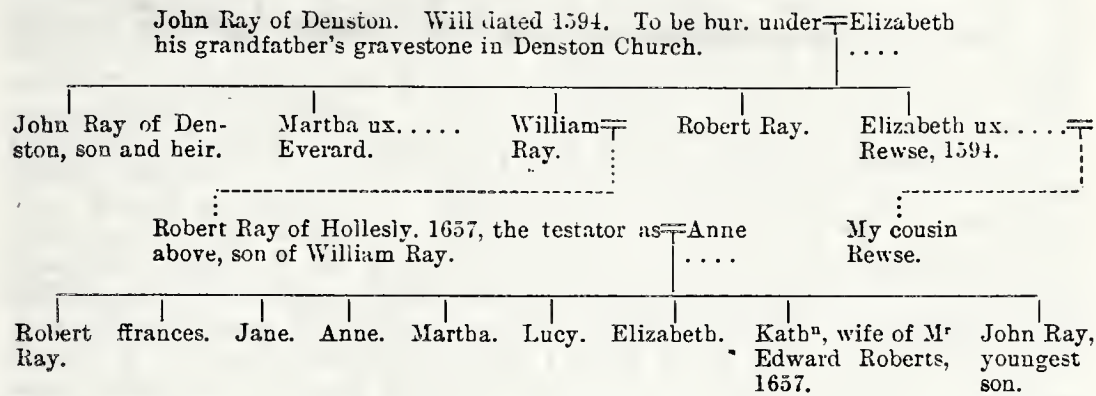 John Ray of Denston. Will dated 1594. To be bur. under=Elizabeth
his grandfather's gravestone in Denston Church. ....
John Ray of Den- Martha ux..... William= Robert Ray. Elizabeth ux.....=
ston, son and heir. Everard. Ray. Rewse, 1594.
Robert Ray of Hollesly. 1657, the testator as=Anne My cousin
above, son of William Ray. .... Rewse.
Robert ffrances. Jane. Anne. Martha. Lucy. Elizabeth. Kathⁿ, wife of Mʳ John Ray,
Ray. Edward Roberts, youngest
1657. son.